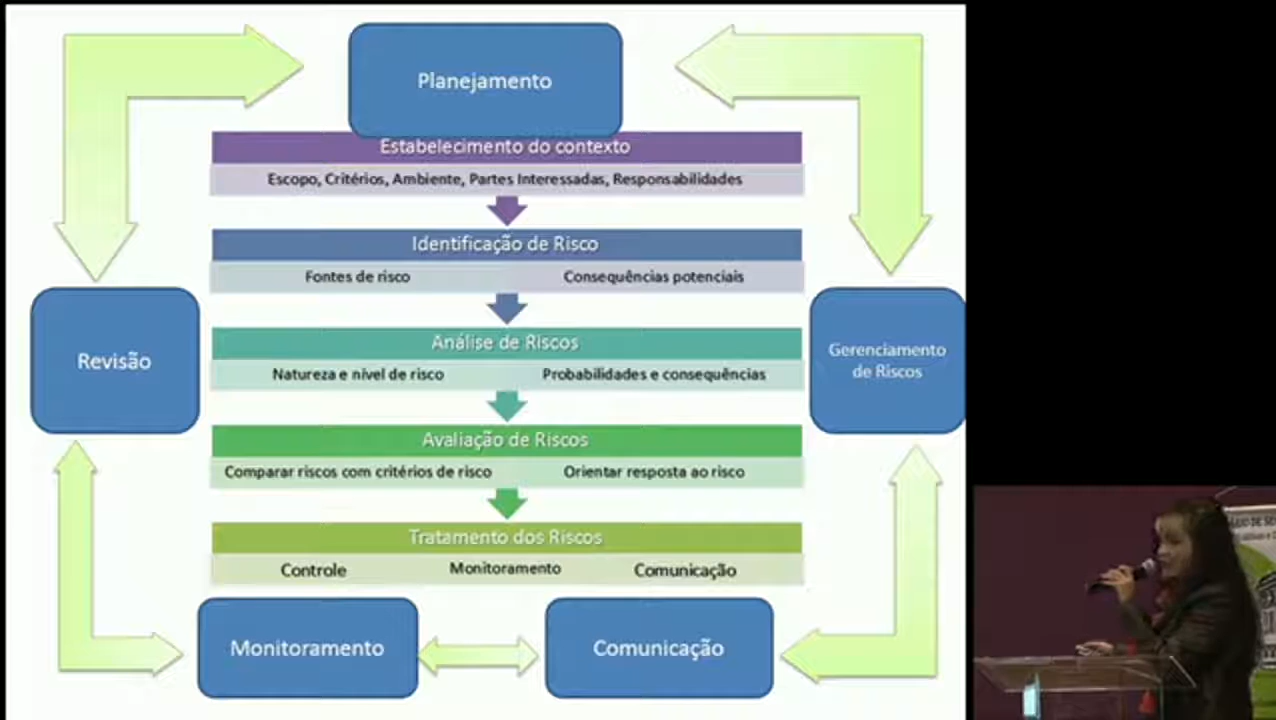 Planejamento
Estabelecimento do contexto
Escopo, Critérios, Ambiente, Partes Interessadas, Responsabilidades
Identificação de Risco
Fontes de risco
Consequências potenciais
Revisão
Gerenciamento
de Riscos
Análise de Riscos
Natureza e nível de risco
Probabilidades e consequências
Avaliação de Riscos
Comparar riscos com critérios de risco
Orientar resposta ao risco
Tratamento dos Riscos
Controle
Monitoramento
Comunicação
Monitoramento
Comunicação